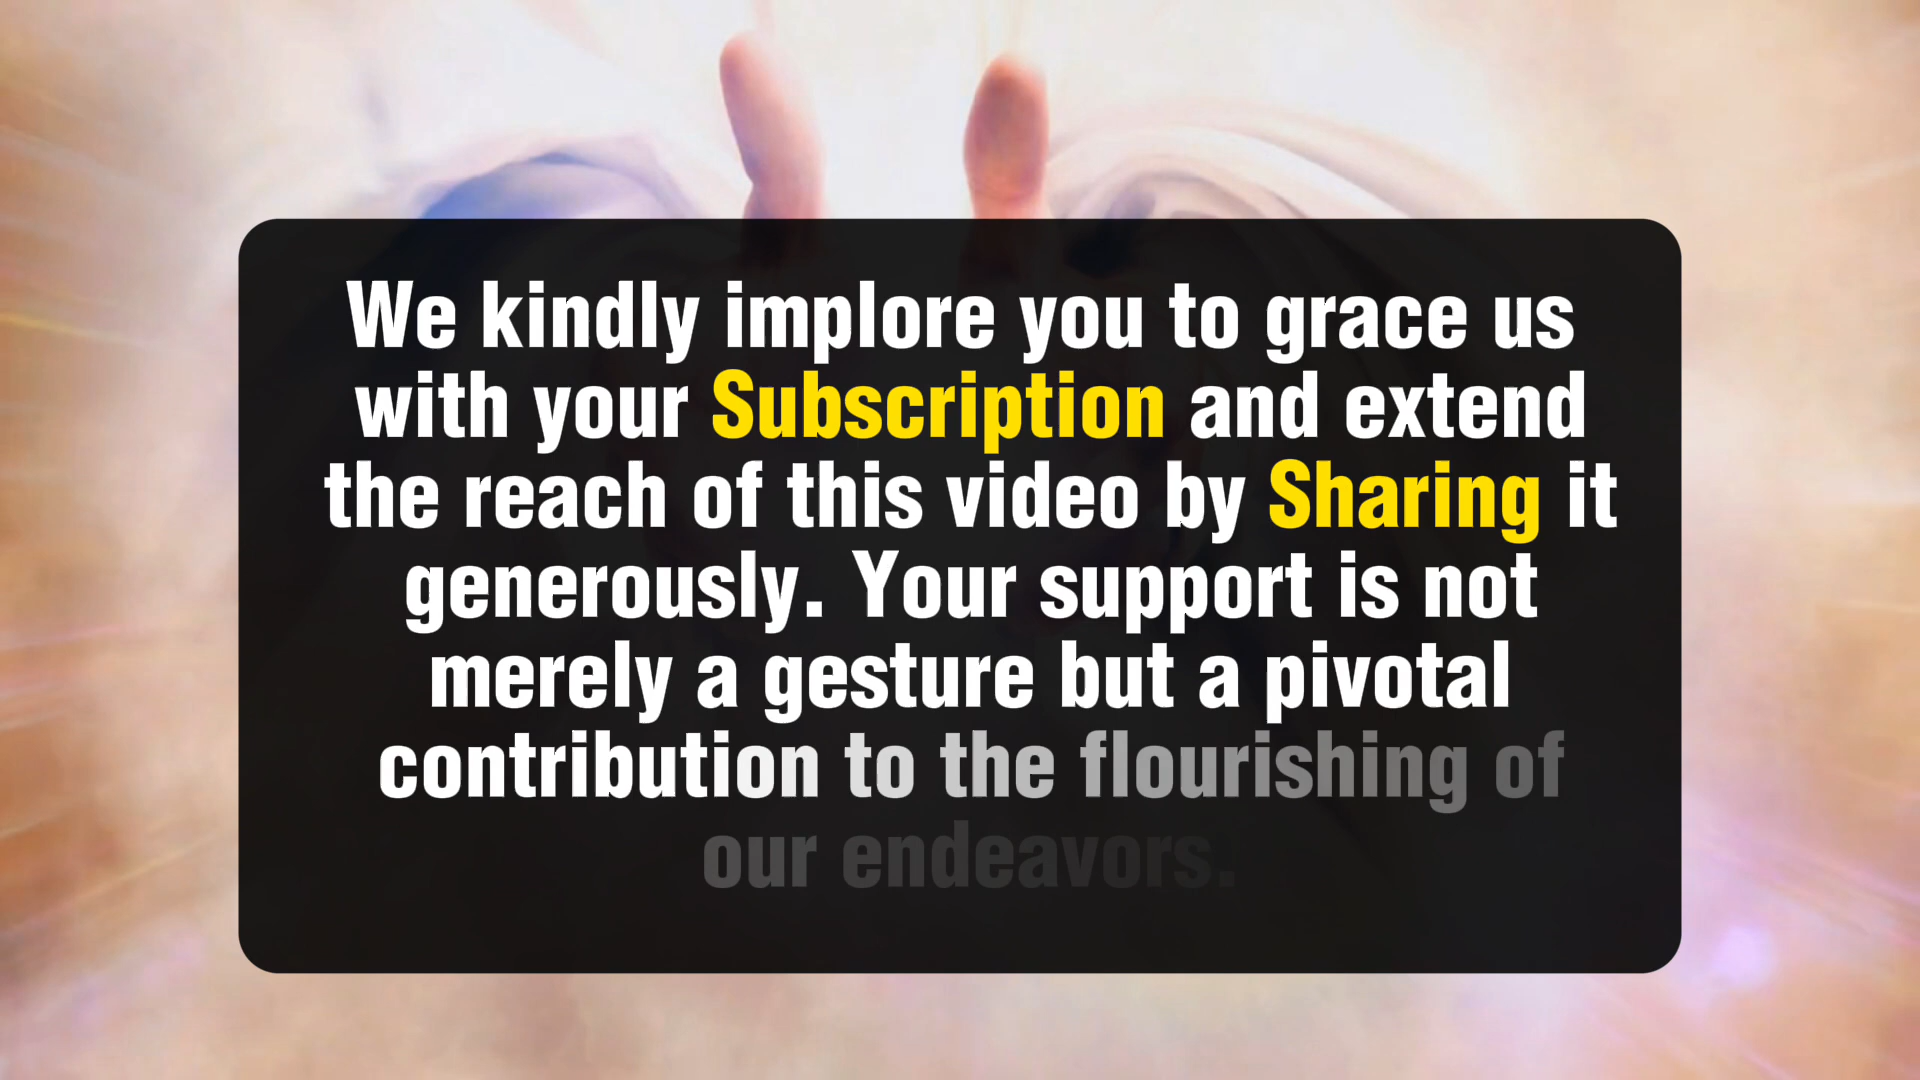 We kindly implore you to grace us
with your Subscription and extend
the reach of this video by Sharing it
generously. Your support is not
merely a gesture but a pivotal
contribution to the flourishing of
our endeavors.